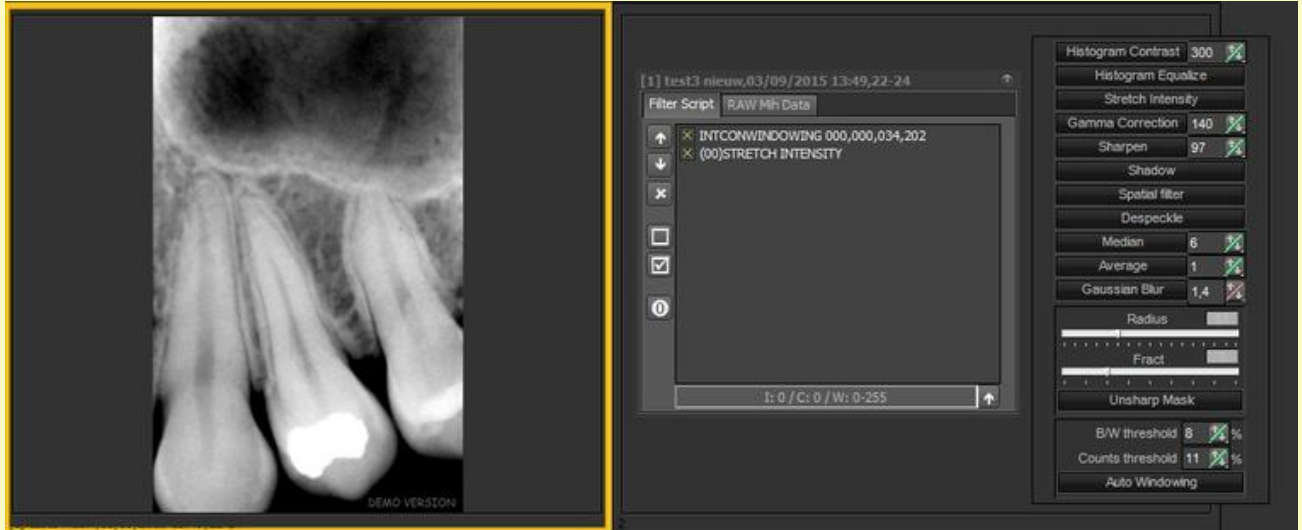 DEMO VERSION
[1] test3 nieuw,03/09/2015 13:49,22-24
Filter Script
RAW Mih Data
INTCONWINDOWING 000,000,034,202
(00)STRETCH INTENSITY
I: 0 / C: 0 / W: 0-255
Histogram Contrast 300
Histogram Equalize
Stretch Intensity
Gamma Correction 140
Sharpen 97
Shadow
Spatial filter
Despeckle
Median 6
Average 1
Gaussian Blur 1,4
Radius
Fract
Unsharp Mask
B/W threshold 8 %
Counts threshold 11 %
Auto Windowing
2